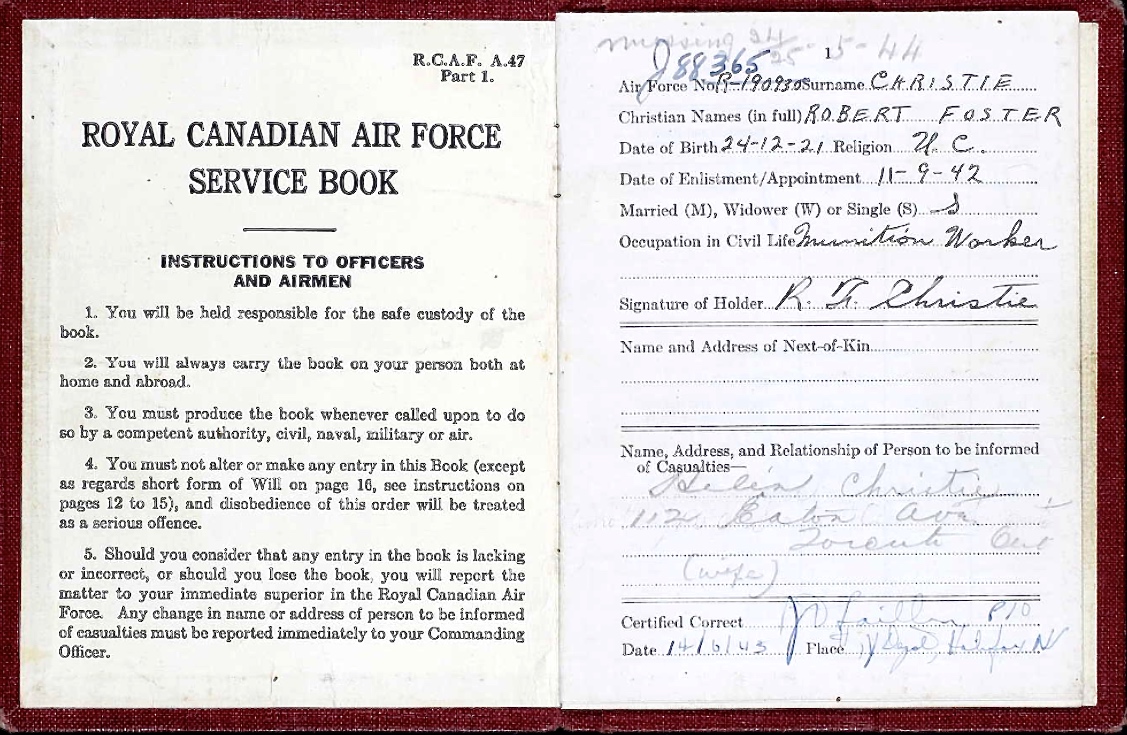 R.C.A.F. A.47
Part 1.
ROYAL CANADIAN AIR FORCE
SERVICE BOOK
INSTRUCTIONS TO OFFICERS
AND AIRMEN
1. You will be held responsible for the safe custody of the
book.
2. You will always carry the book on your person both at
home and abroad.
3. You must produce the book whenever called upon to do
so by a competent authority, civil, naval, military or air.
4. You must not alter or make any entry in this Book (except
as regards short form of Will on page 16, see instructions on
pages 12 to 15), and disobedience of this order will be treated
as a serious offence.
5. Should you consider that any entry in the book is lacking
or incorrect, or should you lose the book, you will report the
matter to your immediate superior in the Royal Canadian Air
Force. Any change in name or address of person to be informed
of casualties must be reported immediately to your Commanding
Officer.
missing 24/25-5-44
1
J88365
Air Force No. R-190930 Surname CHRISTIE
Christian Names (in full) ROBERT FOSTER
Date of Birth 24-12-21 Religion U.C.
Date of Enlistment/Appointment 11-9-42
Married (M), Widower (W) or Single (S) S
Occupation in Civil Life Munition Worker
Signature of Holder R. F. Christie
Name and Address of Next-of-Kin
Name, Address, and Relationship of Person to be informed
of Casualties—
Helen Christie
112 Eaton Ave
Toronto Ont
(wife)
Certified Correct P/O
Date 14/6/43 Place Halifax N